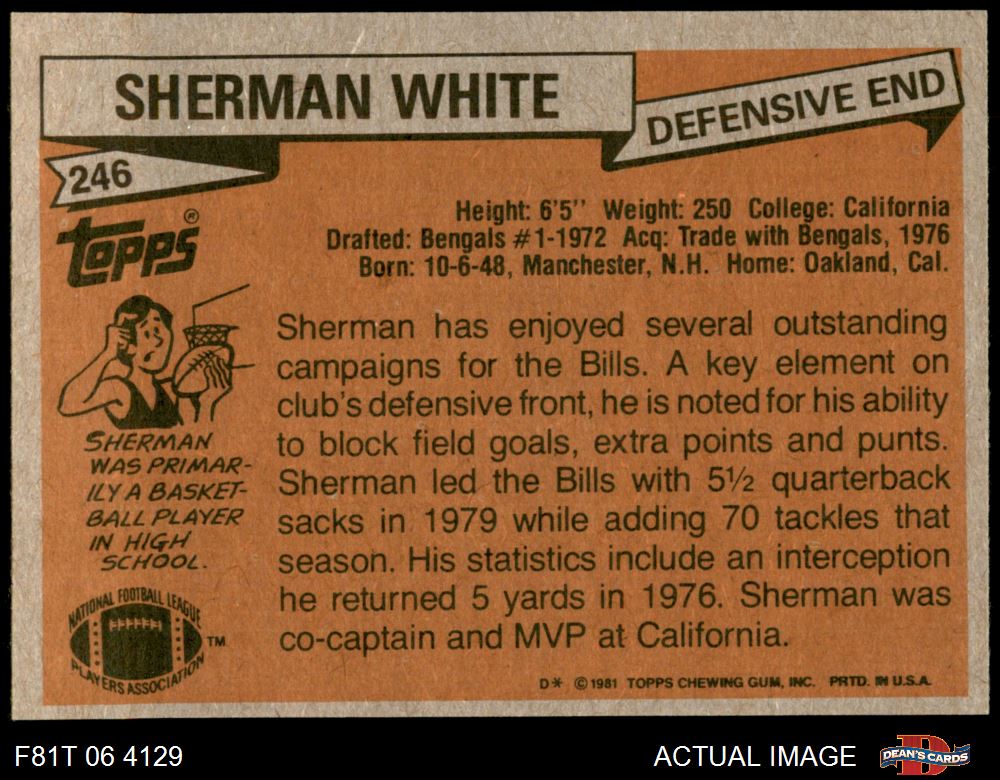 SHERMAN WHITE
DEFENSIVE END
246
topps®
Height: 6'5'' Weight: 250 College: California
Drafted: Bengals #1-1972 Acq: Trade with Bengals, 1976
Born: 10-6-48, Manchester, N.H. Home: Oakland, Cal.
Sherman has enjoyed several outstanding
campaigns for the Bills. A key element on
club's defensive front, he is noted for his ability
to block field goals, extra points and punts.
Sherman led the Bills with 5½ quarterback
sacks in 1979 while adding 70 tackles that
season. His statistics include an interception
he returned 5 yards in 1976. Sherman was
co-captain and MVP at California.
SHERMAN
WAS PRIMAR-
ILY A BASKET-
BALL PLAYER
IN HIGH
SCHOOL.
NATIONAL FOOTBALL LEAGUE
PLAYERS ASSOCIATION
TM
D* © 1981 TOPPS CHEWING GUM, INC. PRTD. IN U.S.A.
F81T 06 4129
ACTUAL IMAGE
DEAN'S CARDS